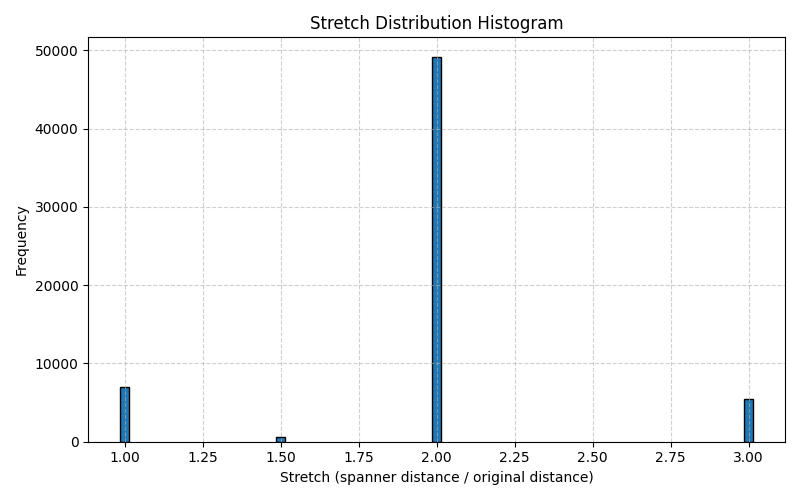 Stretch Distribution Histogram
50000
40000
30000
20000
10000
0
Frequency
1.00 1.25 1.50 1.75 2.00 2.25 2.50 2.75 3.00
Stretch (spanner distance / original distance)